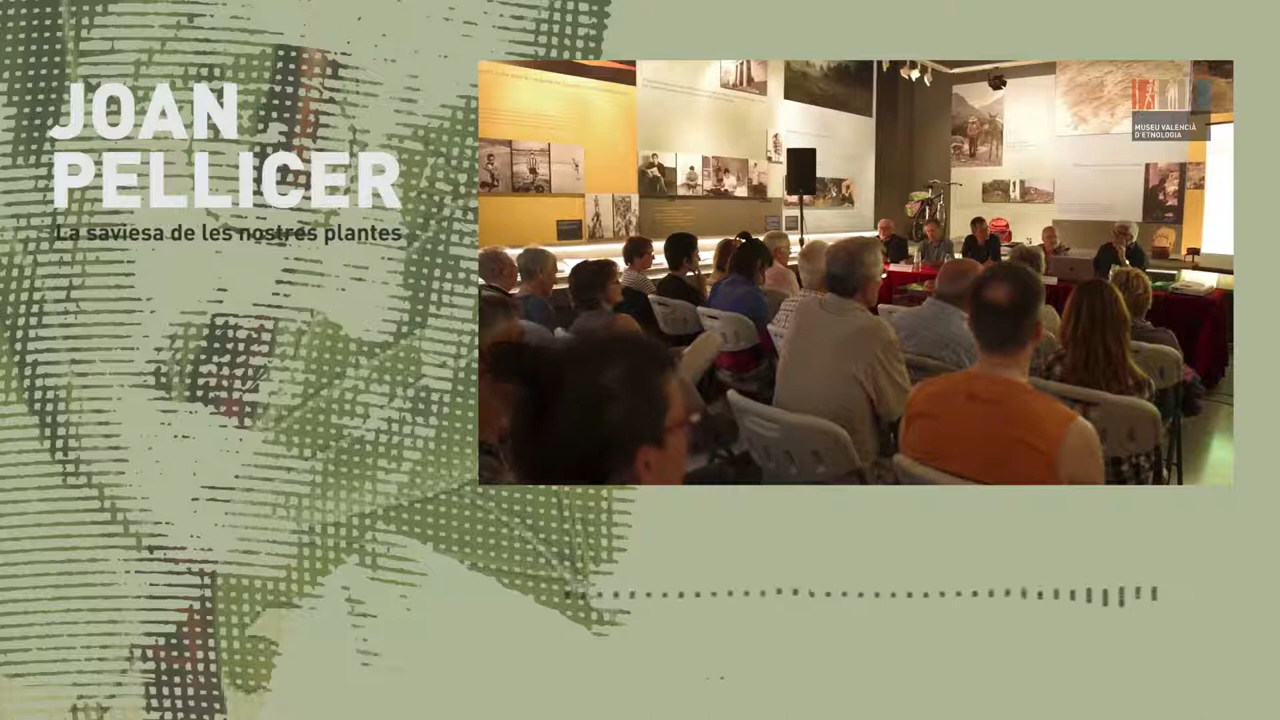 JOAN
PELLICER
La saviesa de les nostres plantes
MUSEU VALENCIÀ
D'ETNOLOGIA